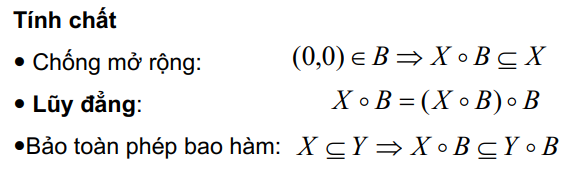 Tính chất
• Chống mở rộng: (0,0) ∈ B ⇒ X ∘ B ⊆ X
• Lũy đẳng: X ∘ B = (X ∘ B) ∘ B
•Bảo toàn phép bao hàm: X ⊆ Y ⇒ X ∘ B ⊆ Y ∘ B